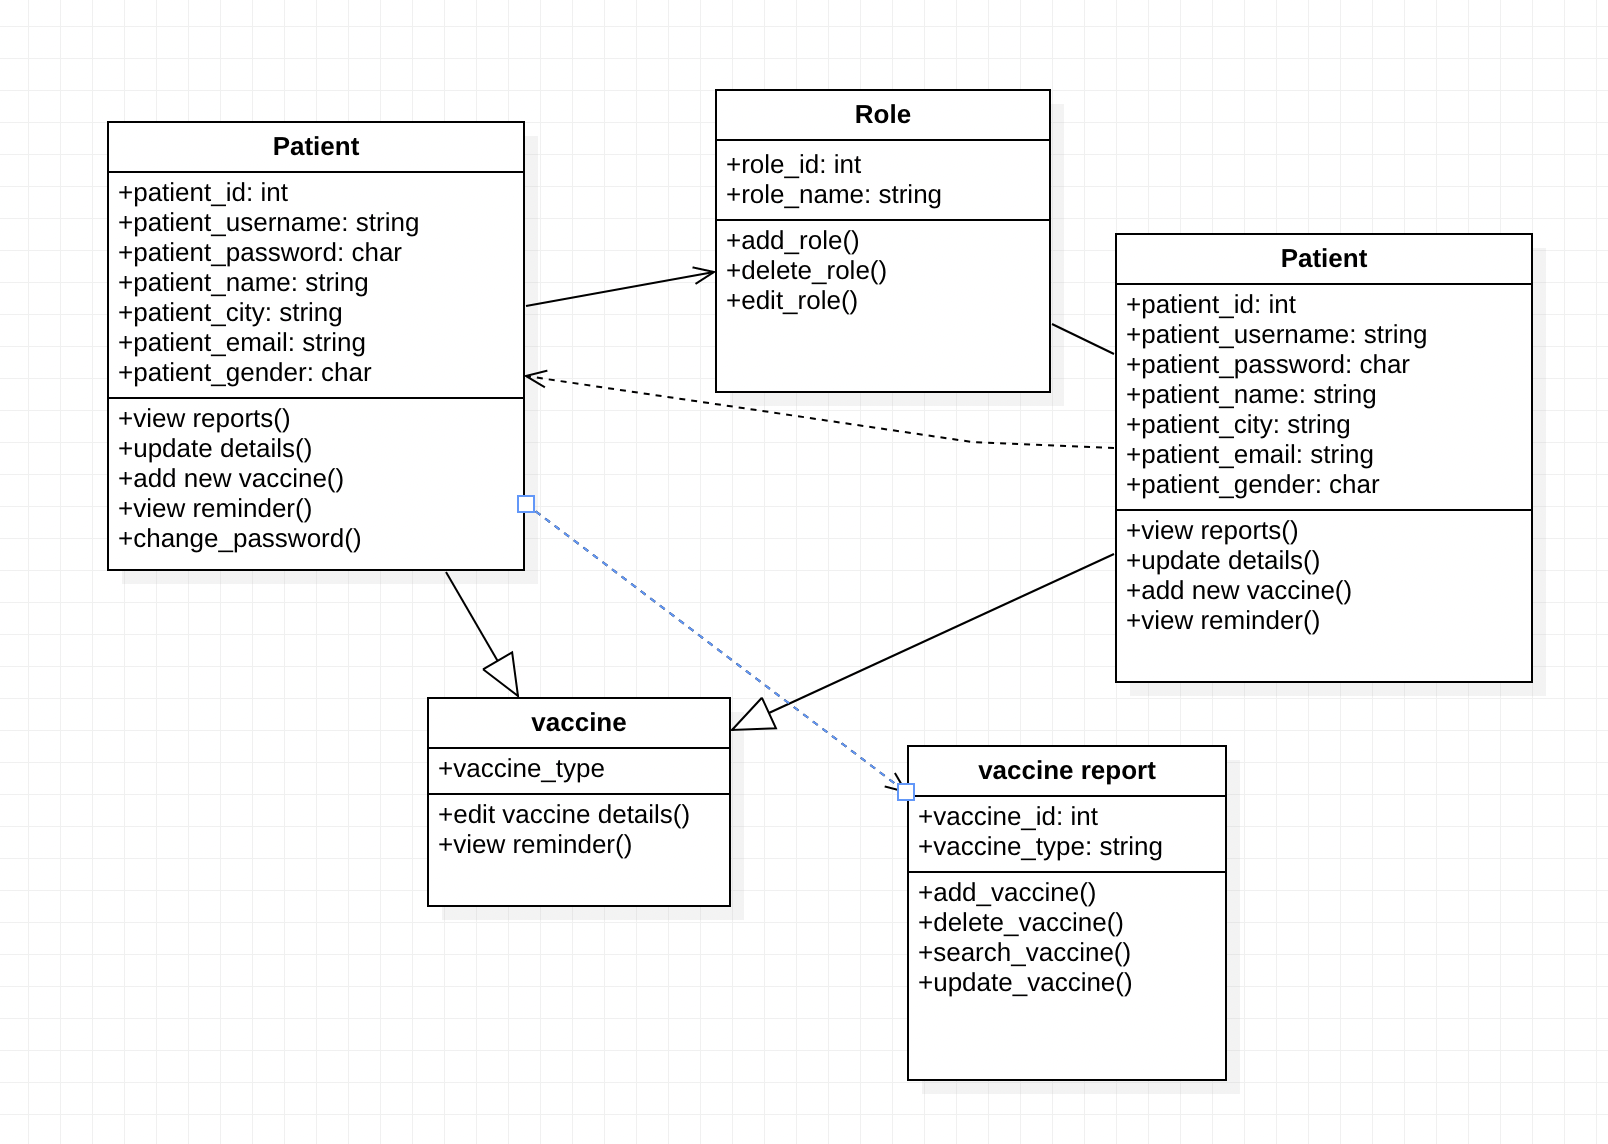 Patient
+patient_id: int
+patient_username: string
+patient_password: char
+patient_name: string
+patient_city: string
+patient_email: string
+patient_gender: char
+view reports()
+update details()
+add new vaccine()
+view reminder()
+change_password()
Role
+role_id: int
+role_name: string
+add_role()
+delete_role()
+edit_role()
Patient
+patient_id: int
+patient_username: string
+patient_password: char
+patient_name: string
+patient_city: string
+patient_email: string
+patient_gender: char
+view reports()
+update details()
+add new vaccine()
+view reminder()
vaccine
+vaccine_type
+edit vaccine details()
+view reminder()
vaccine report
+vaccine_id: int
+vaccine_type: string
+add_vaccine()
+delete_vaccine()
+search_vaccine()
+update_vaccine()